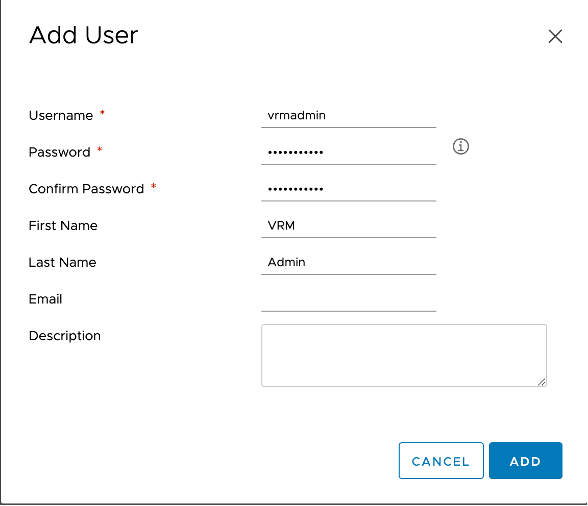 Add User
Username * vrmadmin
Password * •••••••••••
Confirm Password * •••••••••••
First Name VRM
Last Name Admin
Email
Description
CANCEL ADD